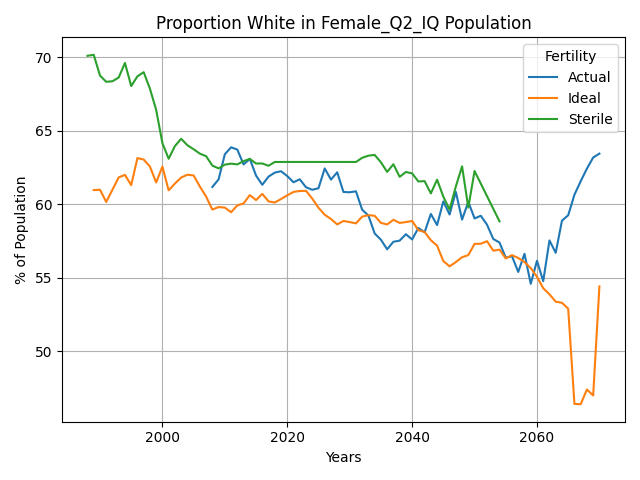 Proportion White in Female_Q2_IQ Population
% of Population
70
65
60
55
50
Fertility
Actual
Ideal
Sterile
2000
2020
2040
2060
Years